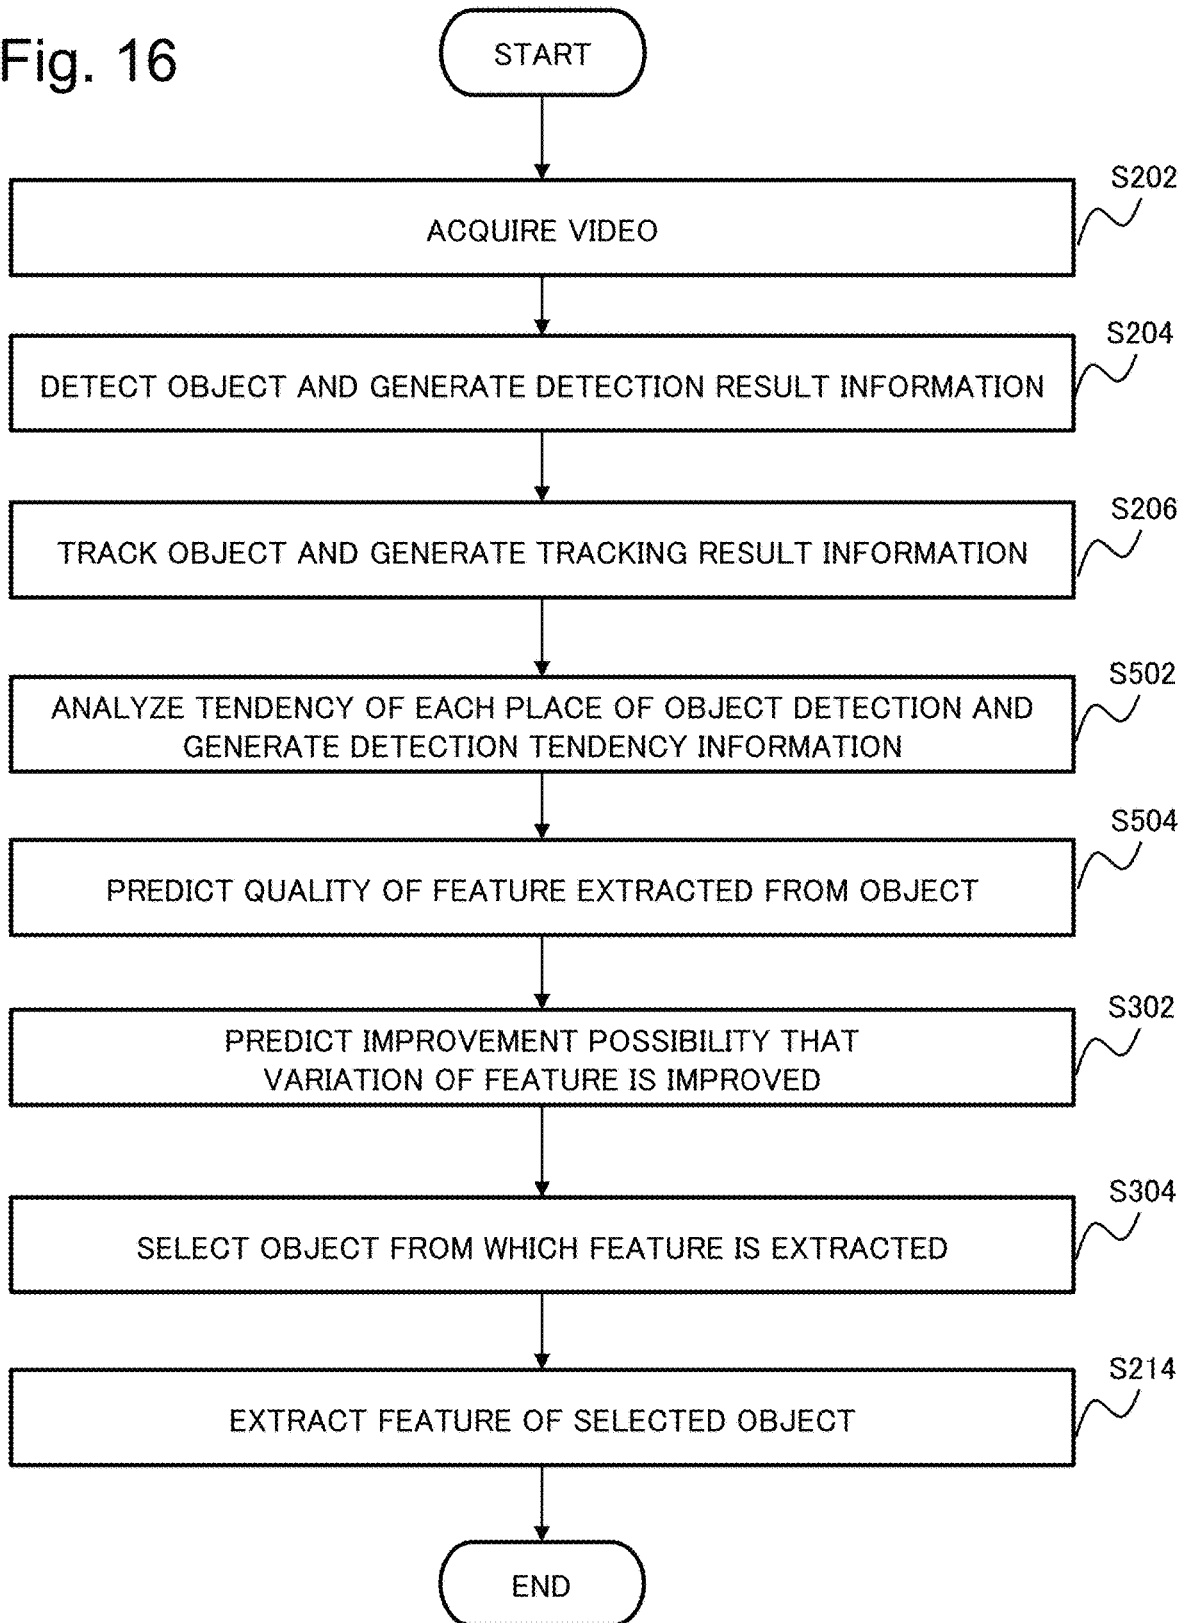 Fig. 16
START
S202
ACQUIRE VIDEO
S204
DETECT OBJECT AND GENERATE DETECTION RESULT INFORMATION
S206
TRACK OBJECT AND GENERATE TRACKING RESULT INFORMATION
S502
ANALYZE TENDENCY OF EACH PLACE OF OBJECT DETECTION AND
GENERATE DETECTION TENDENCY INFORMATION
S504
PREDICT QUALITY OF FEATURE EXTRACTED FROM OBJECT
S302
PREDICT IMPROVEMENT POSSIBILITY THAT
VARIATION OF FEATURE IS IMPROVED
S304
SELECT OBJECT FROM WHICH FEATURE IS EXTRACTED
S214
EXTRACT FEATURE OF SELECTED OBJECT
END